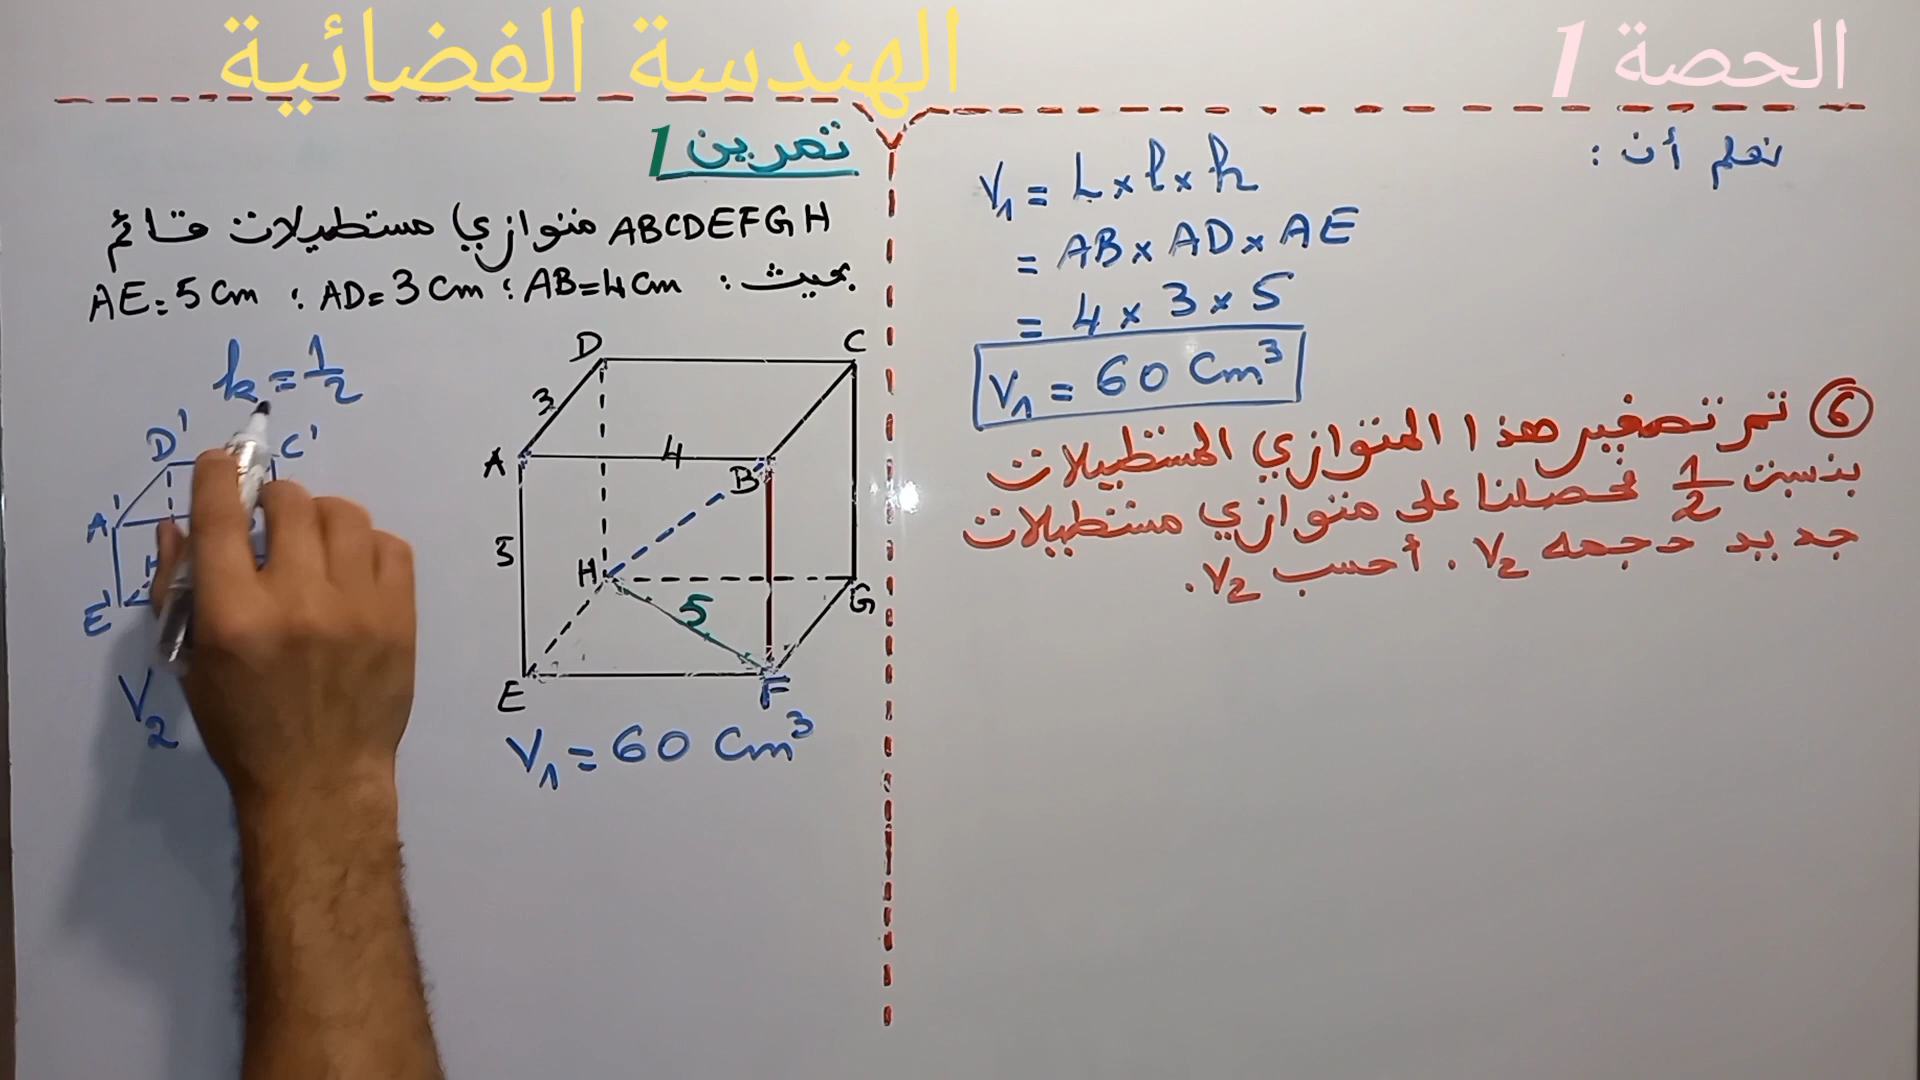 الهندسة الفضائية
الحصة 1
تمرين 1
ABCDEFGH متوازي مستطيلات قائم
بحيث : AB=4cm ؛ AD=3cm ؛ AE=5cm
k=1/2
D'
C'
A'
H
E'
V₂
D
C
3
A
4
B
5
H
5
G
E
F
V₁=60 Cm³
نعلم أن :
V₁ = L×l×h
= AB×AD×AE
= 4×3×5
V₁ = 60 Cm³
⑥ تم تصغير هذا المتوازي المستطيلات
بنسبة 1/2 فحصلنا على متوازي مستطيلات
جديد حجمه V₂. أحسب V₂.